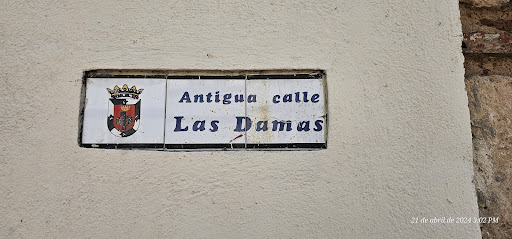 Antigua calle
Las Damas
21 de abril de 2024 3:02 PM